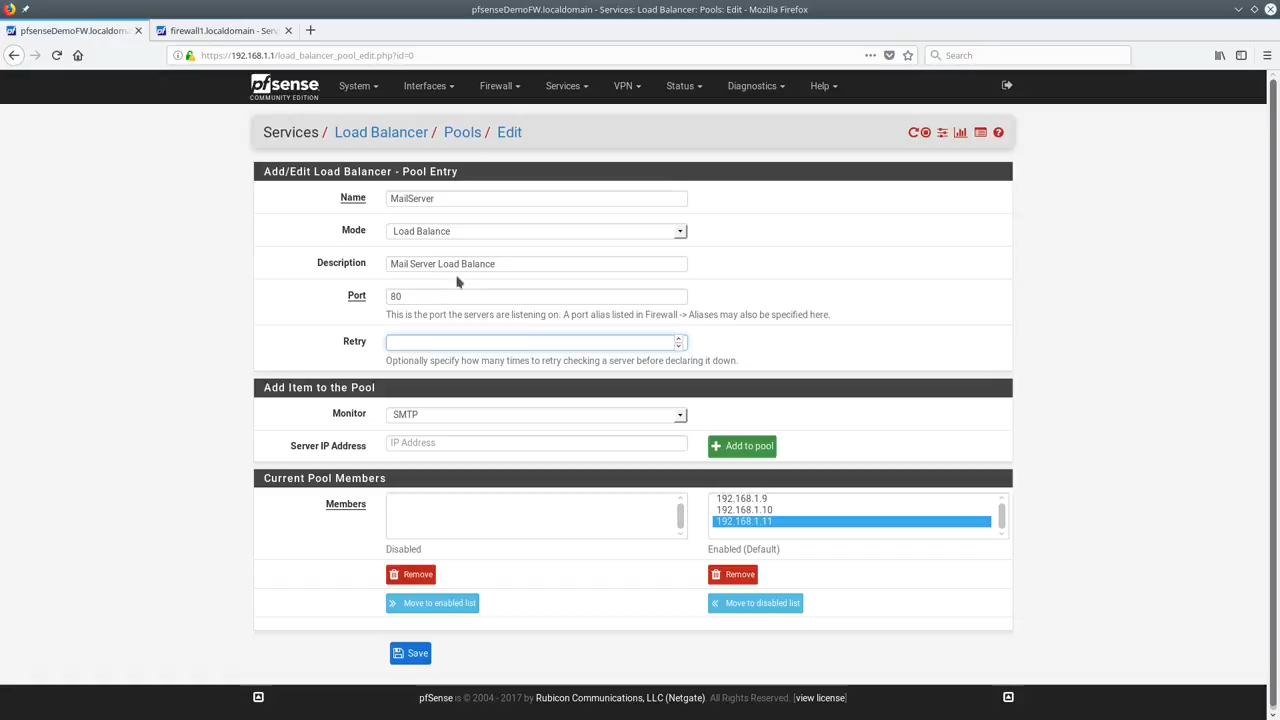 pfsenseDemoFW.localdomain - Services: Load Balancer: Pools: Edit - Mozilla Firefox
pfsenseDemoFW.localdomain
firewall1.localdomain - Serv
https://192.168.1.1/load_balancer_pool_edit.php?id=0
Search
pfsense
COMMUNITY EDITION
System
Interfaces
Firewall
Services
VPN
Status
Diagnostics
Help
Services / Load Balancer / Pools / Edit
Add/Edit Load Balancer - Pool Entry
Name
MailServer
Mode
Load Balance
Description
Mail Server Load Balance
Port
80
This is the port the servers are listening on. A port alias listed in Firewall -> Aliases may also be specified here.
Retry
Optionally specify how many times to retry checking a server before declaring it down.
Add Item to the Pool
Monitor
SMTP
Server IP Address
IP Address
Add to pool
Current Pool Members
Members
192.168.1.9
192.168.1.10
192.168.1.11
Disabled
Enabled (Default)
Remove
Remove
Move to enabled list
Move to disabled list
Save
pfSense is © 2004 - 2017 by Rubicon Communications, LLC (Netgate). All Rights Reserved. [view license]